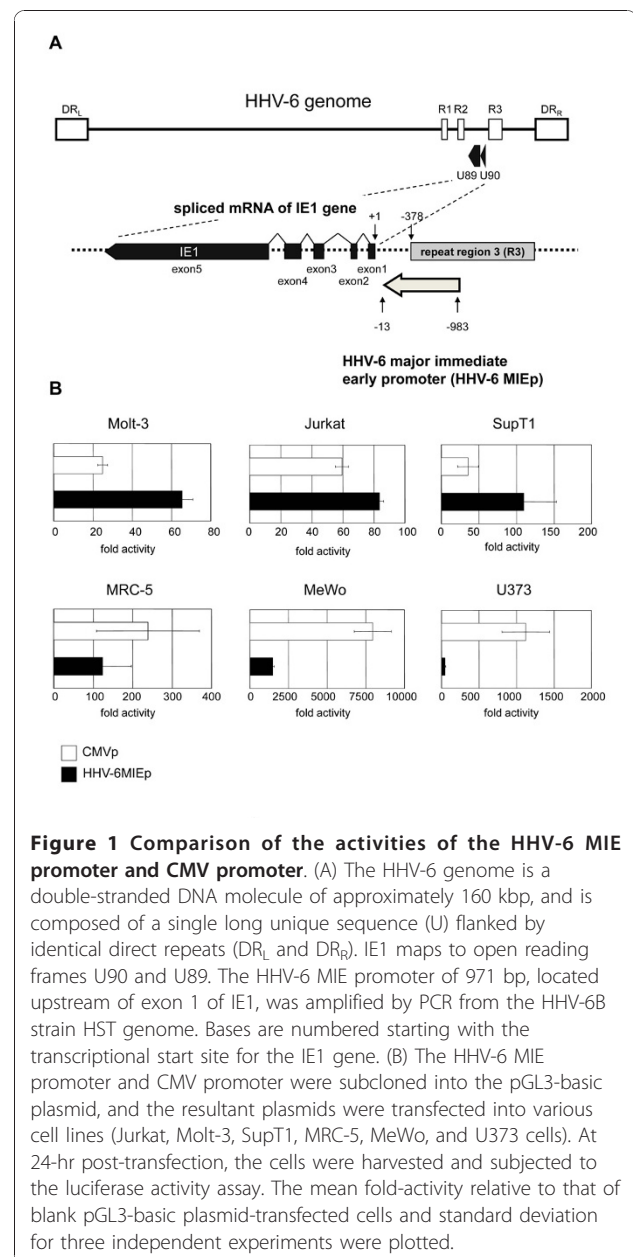 A
HHV-6 genome
DR_L
R1 R2 R3
DR_R
U89 U90
spliced mRNA of IE1 gene
+1
-378
IE1
repeat region 3 (R3)
exon5
exon4
exon3
exon2
exon1
-13
-983
HHV-6 major immediate
early promoter (HHV-6 MIEp)
B
Molt-3
0 20 40 60 80
fold activity
Jurkat
0 20 40 60 80 100
fold activity
SupT1
0 50 100 150 200
fold activity
MRC-5
0 100 200 300 400
fold activity
MeWo
0 2500 5000 7500 10000
fold activity
U373
0 500 1000 1500 2000
fold activity
CMVp
HHV-6MIEp
Figure 1 Comparison of the activities of the HHV-6 MIE
promoter and CMV promoter. (A) The HHV-6 genome is a
double-stranded DNA molecule of approximately 160 kbp, and is
composed of a single long unique sequence (U) flanked by
identical direct repeats (DR_L and DR_R). IE1 maps to open reading
frames U90 and U89. The HHV-6 MIE promoter of 971 bp, located
upstream of exon 1 of IE1, was amplified by PCR from the HHV-6B
strain HST genome. Bases are numbered starting with the
transcriptional start site for the IE1 gene. (B) The HHV-6 MIE
promoter and CMV promoter were subcloned into the pGL3-basic
plasmid, and the resultant plasmids were transfected into various
cell lines (Jurkat, Molt-3, SupT1, MRC-5, MeWo, and U373 cells). At
24-hr post-transfection, the cells were harvested and subjected to
the luciferase activity assay. The mean fold-activity relative to that of
blank pGL3-basic plasmid-transfected cells and standard deviation
for three independent experiments were plotted.